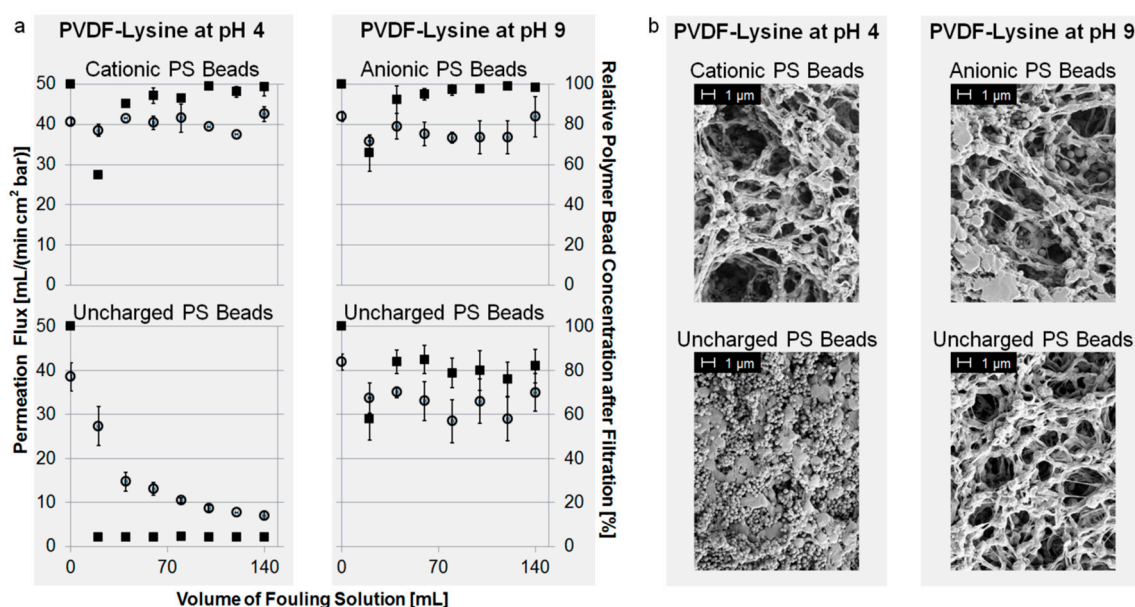 a
PVDF-Lysine at pH 4
PVDF-Lysine at pH 9
Cationic PS Beads
Anionic PS Beads
50
40
30
20
10
0
100
80
60
40
20
0
Uncharged PS Beads
Uncharged PS Beads
50
40
30
20
10
0
100
80
60
40
20
0
0
70
140
0
70
140
Permeation Flux [mL/(min cm² bar)]
Relative Polymer Bead Concentration after Filtration [%]
Volume of Fouling Solution [mL]
b
PVDF-Lysine at pH 4
PVDF-Lysine at pH 9
Cationic PS Beads
Anionic PS Beads
1 µm
1 µm
Uncharged PS Beads
Uncharged PS Beads
1 µm
1 µm